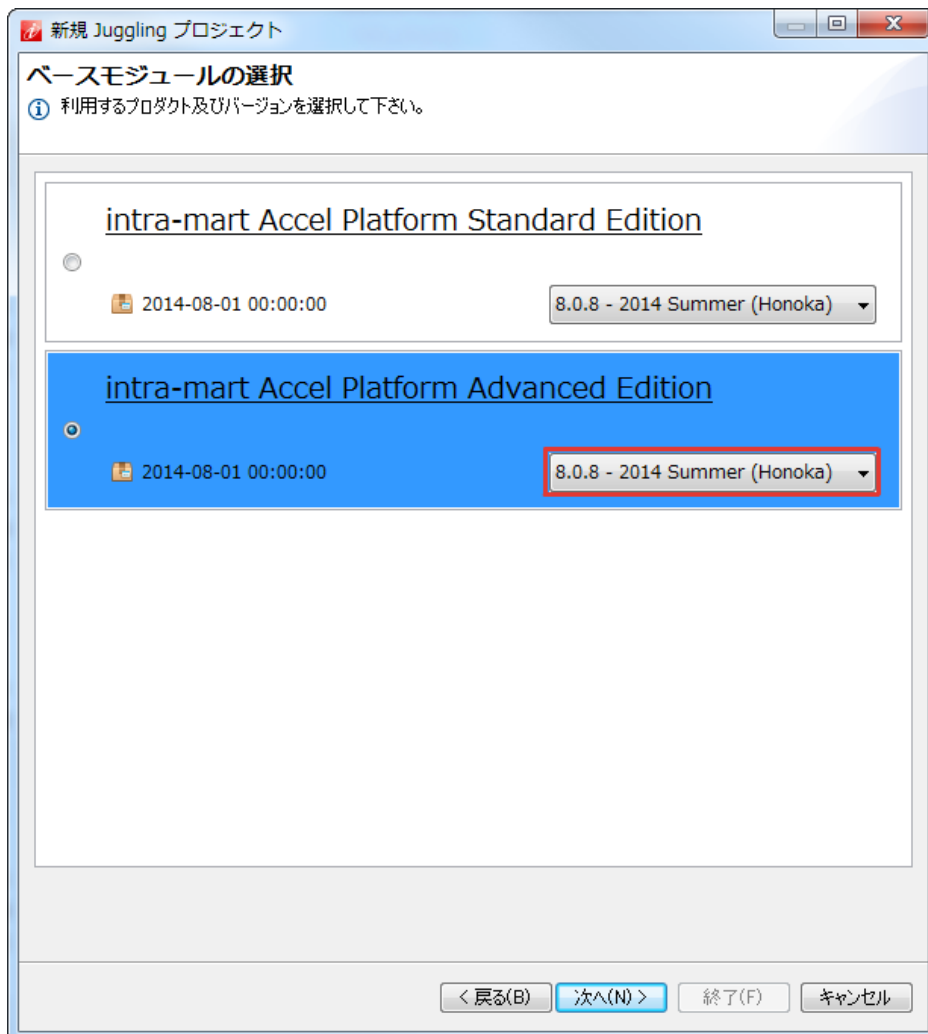 新規 Juggling プロジェクト
ベースモジュールの選択
利用するプロダクト及びバージョンを選択して下さい。
intra-mart Accel Platform Standard Edition
2014-08-01 00:00:00 8.0.8 - 2014 Summer (Honoka)
intra-mart Accel Platform Advanced Edition
2014-08-01 00:00:00 8.0.8 - 2014 Summer (Honoka)
< 戻る(B) 次へ(N) > 終了(F) キャンセル